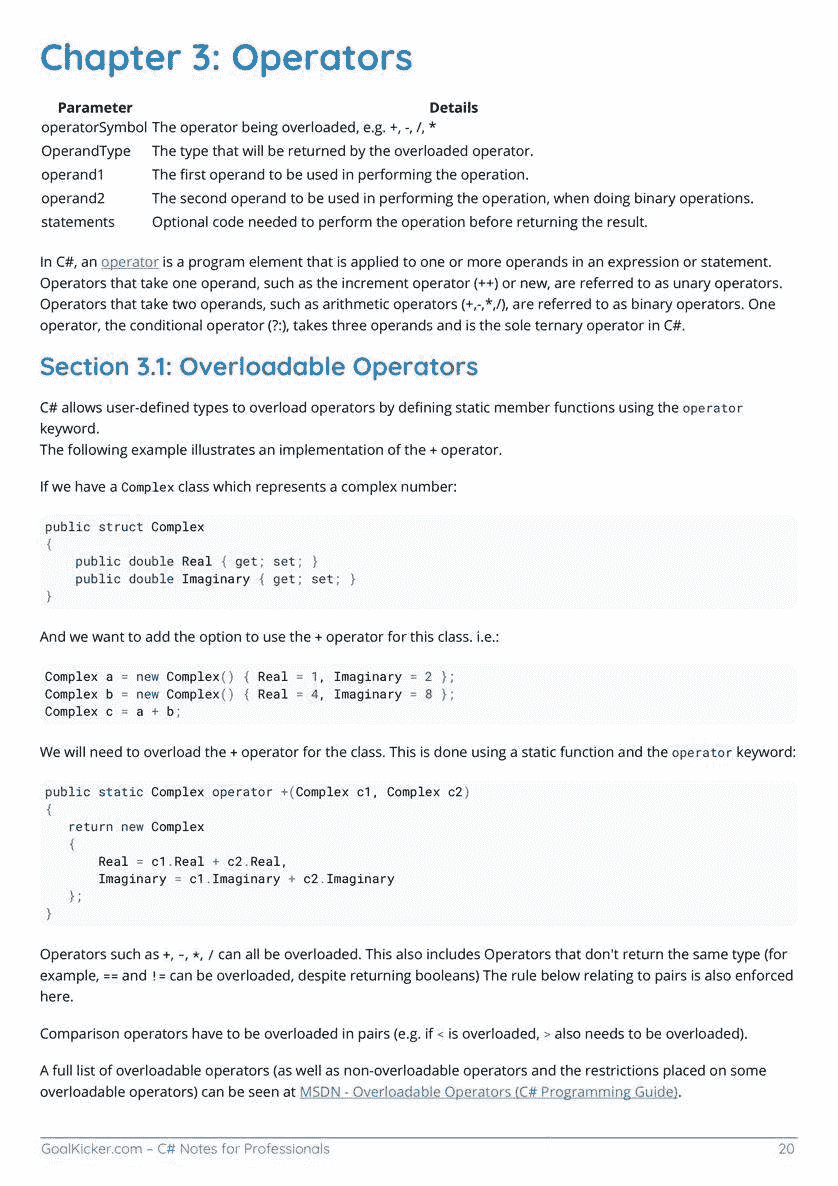 Chapter 3: Operators
Parameter Details
operatorSymbol The operator being overloaded, e.g. +, -, /, *
OperandType The type that will be returned by the overloaded operator.
operand1 The first operand to be used in performing the operation.
operand2 The second operand to be used in performing the operation, when doing binary operations.
statements Optional code needed to perform the operation before returning the result.
In C#, an operator is a program element that is applied to one or more operands in an expression or statement.
Operators that take one operand, such as the increment operator (++) or new, are referred to as unary operators.
Operators that take two operands, such as arithmetic operators (+,-,*,/), are referred to as binary operators. One
operator, the conditional operator (?:), takes three operands and is the sole ternary operator in C#.
Section 3.1: Overloadable Operators
C# allows user-defined types to overload operators by defining static member functions using the operator
keyword.
The following example illustrates an implementation of the + operator.
If we have a Complex class which represents a complex number:
public struct Complex
{
    public double Real { get; set; }
    public double Imaginary { get; set; }
}
And we want to add the option to use the + operator for this class. i.e.:
Complex a = new Complex() { Real = 1, Imaginary = 2 };
Complex b = new Complex() { Real = 4, Imaginary = 8 };
Complex c = a + b;
We will need to overload the + operator for the class. This is done using a static function and the operator keyword:
public static Complex operator +(Complex c1, Complex c2)
{
   return new Complex
   {
       Real = c1.Real + c2.Real,
       Imaginary = c1.Imaginary + c2.Imaginary
   };
}
Operators such as +, -, *, / can all be overloaded. This also includes Operators that don't return the same type (for
example, == and != can be overloaded, despite returning booleans) The rule below relating to pairs is also enforced
here.
Comparison operators have to be overloaded in pairs (e.g. if < is overloaded, > also needs to be overloaded).
A full list of overloadable operators (as well as non-overloadable operators and the restrictions placed on some
overloadable operators) can be seen at MSDN - Overloadable Operators (C# Programming Guide).
GoalKicker.com – C# Notes for Professionals 20